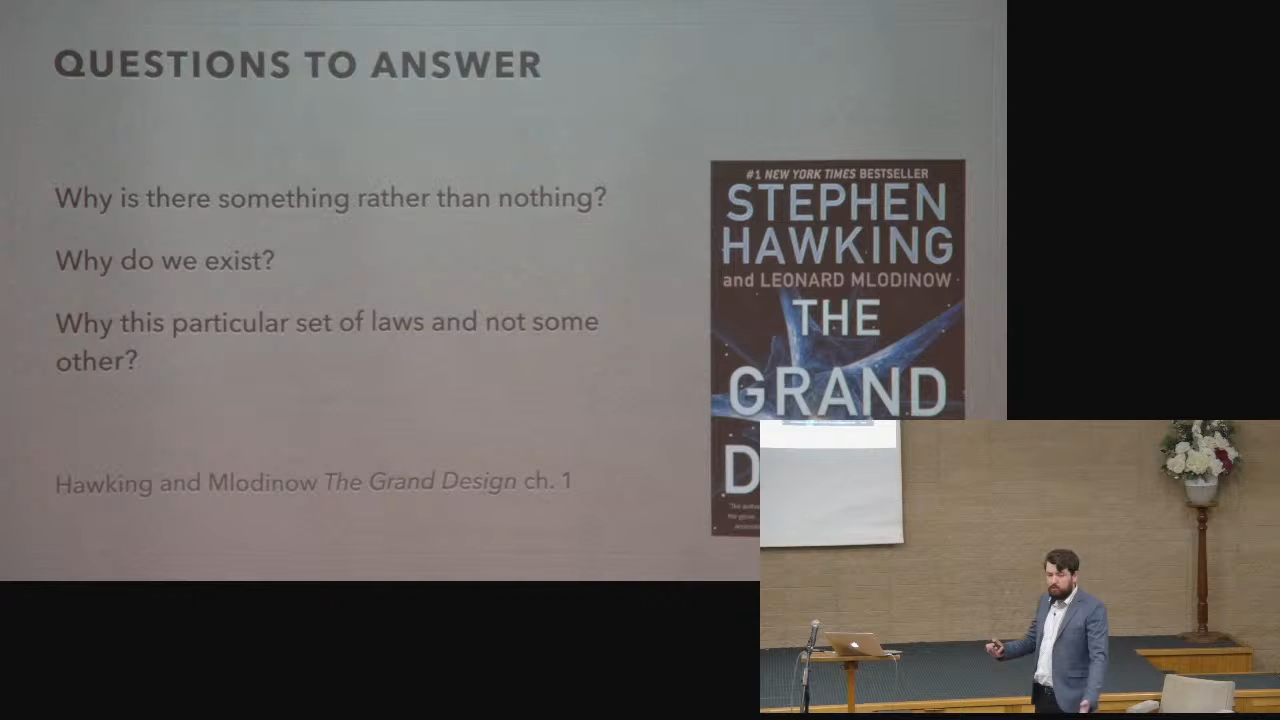 QUESTIONS TO ANSWER
Why is there something rather than nothing?
Why do we exist?
Why this particular set of laws and not some
other?
Hawking and Mlodinow The Grand Design ch. 1
#1 NEW YORK TIMES BESTSELLER
STEPHEN
HAWKING
and LEONARD MLODINOW
THE
GRAND
D